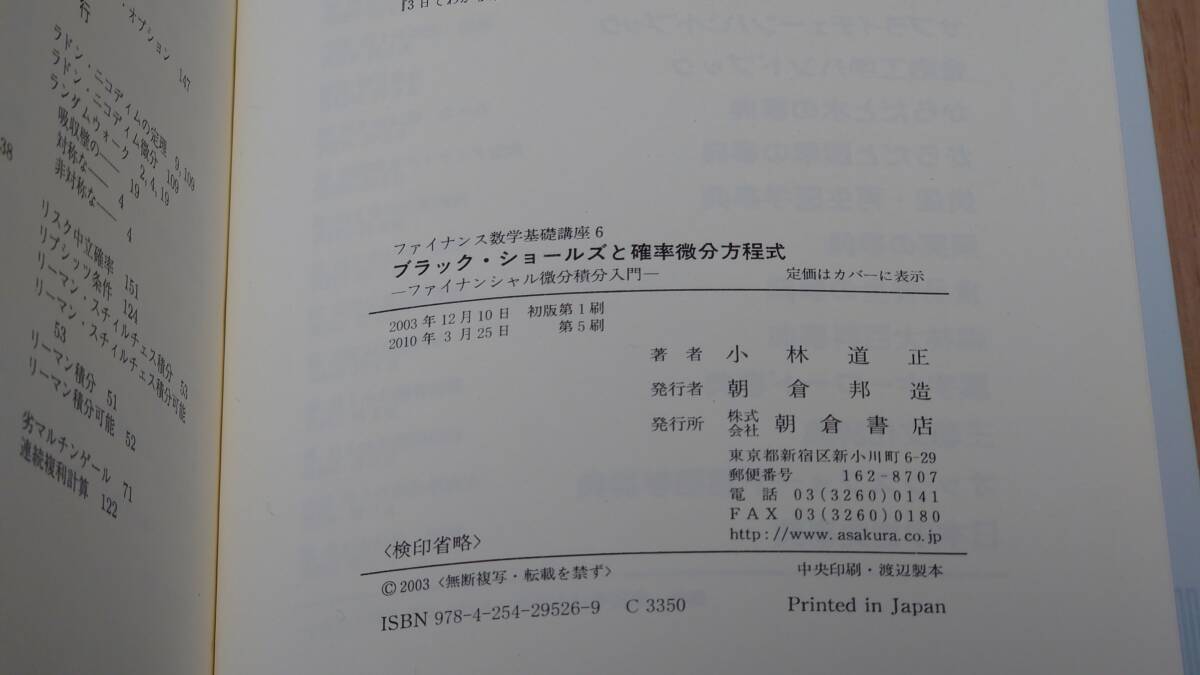 ・オプション 147
行
ラドン・ニコディムの定理 9, 109
ラドン・ニコディム微分 109
ランダムウォーク 2, 4, 19
吸収壁の—— 19
対称な—— 4
非対称な—— 4
リスク中立確率 151
リプシッツ条件 124
リーマン・スチルチェス積分 53
リーマン・スチィルチェス積分可能
53
リーマン積分 51
リーマン積分可能 52
劣マルチンゲール 71
連続複利計算 122
38
ファイナンス数学基礎講座 6
ブラック・ショールズと確率微分方程式
—ファイナンシャル微分積分入門—
定価はカバーに表示
2003 年 12 月 10 日 初版第 1 刷
2010 年 3 月 25 日 第 5 刷
著者 小林道正
発行者 朝倉邦造
発行所 株式会社 朝倉書店
東京都新宿区新小川町 6-29
郵便番号 162-8707
電話 03(3260)0141
FAX 03(3260)0180
http://www.asakura.co.jp
〈検印省略〉
©2003〈無断複写・転載を禁ず〉
中央印刷・渡辺製本
ISBN 978-4-254-29526-9 C 3350
Printed in Japan